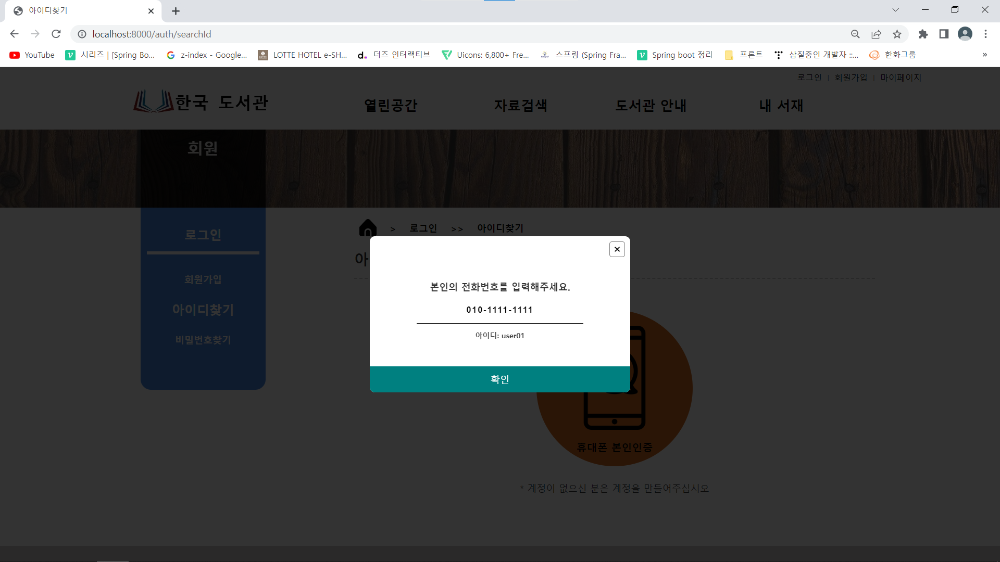 아이디찾기
localhost:8000/auth/searchId
YouTube
시리즈 | [Spring Bo...
z-index - Google...
LOTTE HOTEL e-SH...
더즈 인터랙티브
Uicons: 6,800+ Fre...
스프링 (Spring Fra...
Spring boot 정리
프론트
삽질중인 개발자 ::...
한화그룹
»
로그인 | 회원가입 | 마이페이지
한국 도서관
열린공간
자료검색
도서관 안내
내 서재
회원
로그인
회원가입
아이디찾기
비밀번호찾기
> 로그인 >> 아이디찾기
아
본인의 전화번호를 입력해주세요.
010-1111-1111
아이디: user01
확인
휴대폰 본인인증
* 계정이 없으신 분은 계정을 만들어주십시오